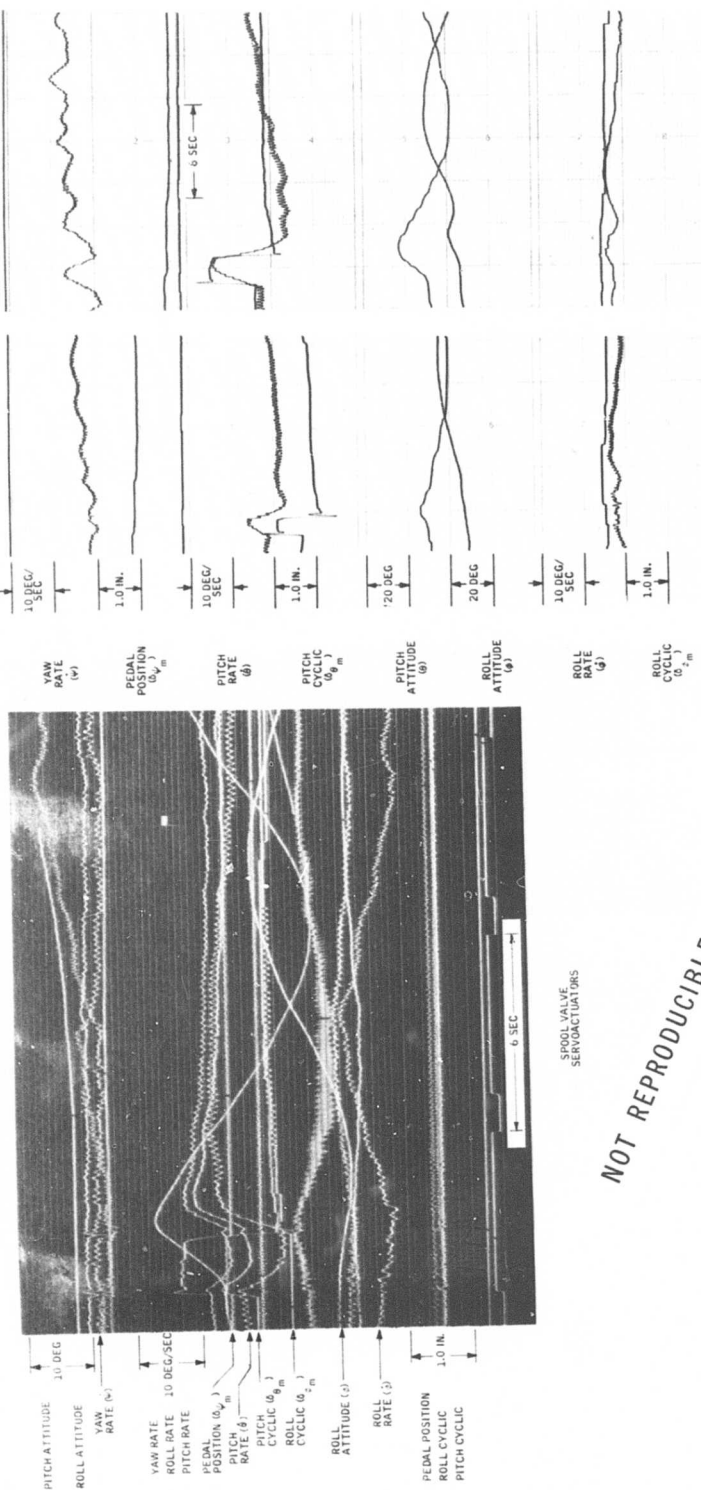 10 DEG/
SEC
YAW
RATE
(ψ̇)
1.0 IN.
PEDAL
POSITION
(δψm)
10 DEG/
SEC
PITCH
RATE
(θ̇)
1.0 IN.
PITCH
CYCLIC
(δθm)
20 DEG
PITCH
ATTITUDE
(θ)
20 DEG
ROLL
ATTITUDE
(φ)
10 DEG/
SEC
ROLL
RATE
1.0 IN.
ROLL
CYCLIC
6 SEC
PITCH ATTITUDE
10 DEG
ROLL ATTITUDE
YAW
RATE
YAW RATE
ROLL RATE
PITCH RATE
10 DEG/SEC
PEDAL
POSITION (δψm)
PITCH
RATE (θ̇)
PITCH
CYCLIC (δθm)
ROLL
CYCLIC
ROLL
ATTITUDE
ROLL
RATE
PEDAL POSITION
ROLL CYCLIC
PITCH CYCLIC
1.0 IN.
6 SEC
SPOOL VALVE
SERVOACTUATORS
NOT REPRODUCIBLE